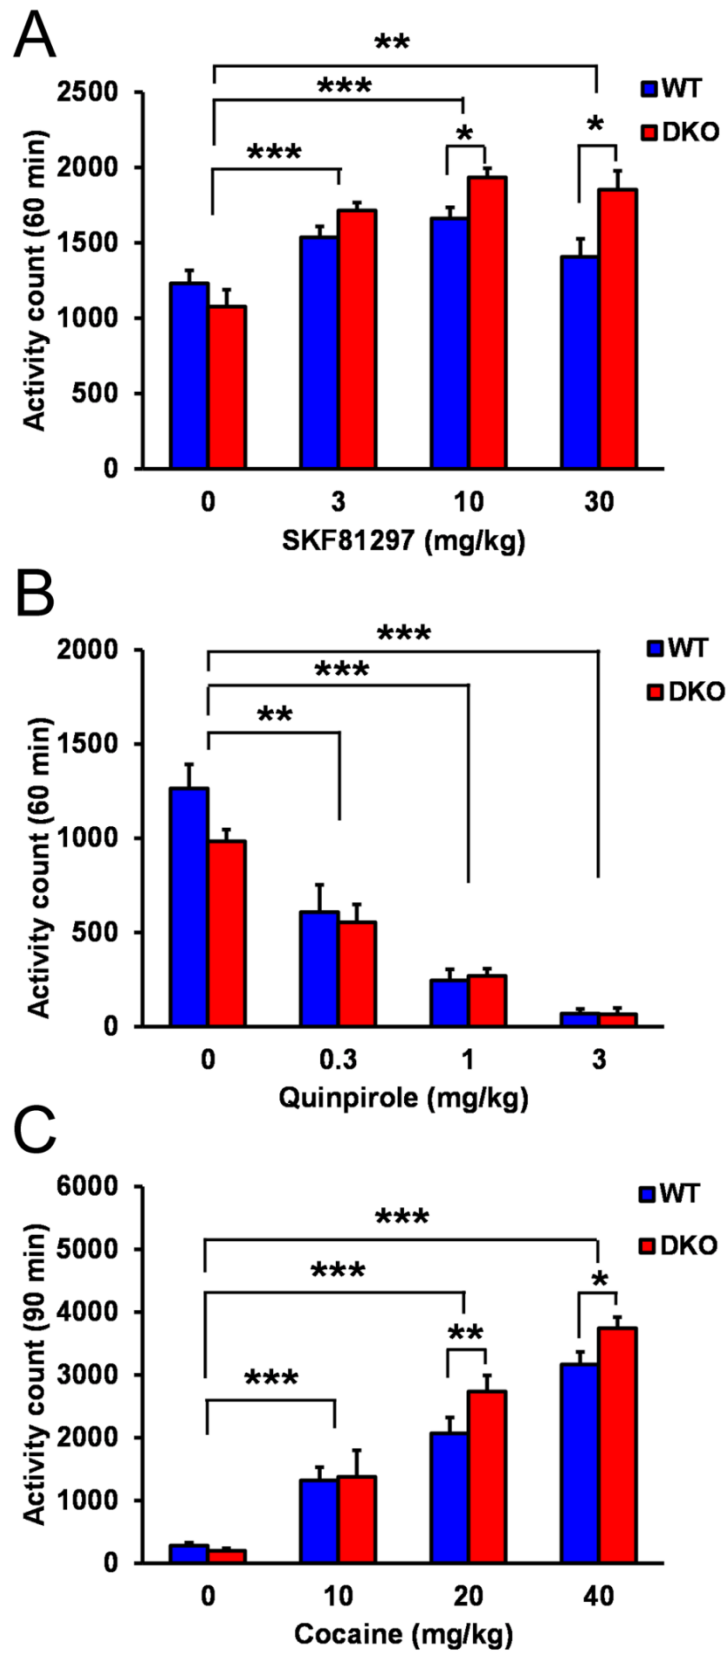 A
**
2500
WT
***
DKO
2000
*
*
***
1500
1000
500
0
Activity count (60 min)
0 3 10 30
SKF81297 (mg/kg)
B
***
2000
WT
***
DKO
**
1500
1000
500
0
Activity count (60 min)
0 0.3 1 3
Quinpirole (mg/kg)
C
6000
WT
***
DKO
5000
***
*
4000
**
***
3000
2000
1000
0
Activity count (90 min)
0 10 20 40
Cocaine (mg/kg)